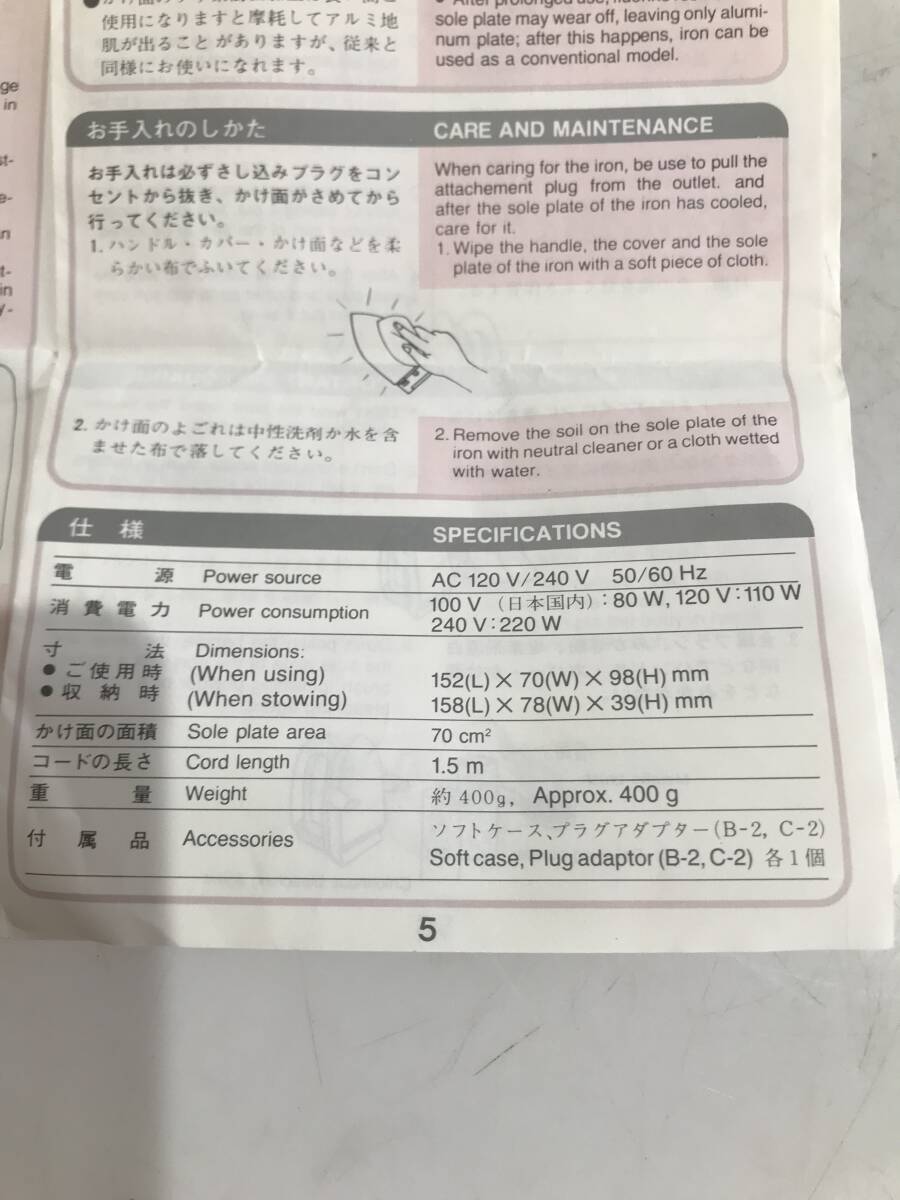 使用になりますと摩耗してアルミ地
肌が出ることがありますが、従来と
同様にお使いになれます。
sole plate may wear off, leaving only alumi-
num plate; after this happens, iron can be
used as a conventional model.
ge
in
お手入れのしかた
CARE AND MAINTENANCE
お手入れは必ずさし込みプラグをコン
セントから抜き、かけ面がさめてから
行ってください。
1. ハンドル・カバー・かけ面などを柔
らかい布でふいてください。
When caring for the iron, be use to pull the
attachement plug from the outlet. and
after the sole plate of the iron has cooled,
care for it.
1. Wipe the handle, the cover and the sole
plate of the iron with a soft piece of cloth.
2. かけ面のよごれは中性洗剤か水を含
ませた布で落してください。
2. Remove the soil on the sole plate of the
iron with neutral cleaner or a cloth wetted
with water.
仕 様 SPECIFICATIONS
電 源 Power source AC 120 V/240 V 50/60 Hz
消費電力 Power consumption 100 V (日本国内):80 W, 120 V:110 W
240 V:220 W
寸 法 Dimensions:
●ご使用時 (When using) 152(L)×70(W)×98(H) mm
●収納時 (When stowing) 158(L)×78(W)×39(H) mm
かけ面の面積 Sole plate area 70 cm²
コードの長さ Cord length 1.5 m
重 量 Weight 約400g, Approx. 400 g
付 属 品 Accessories ソフトケース、プラグアダプター(B-2, C-2)
Soft case, Plug adaptor (B-2, C-2) 各1個
5